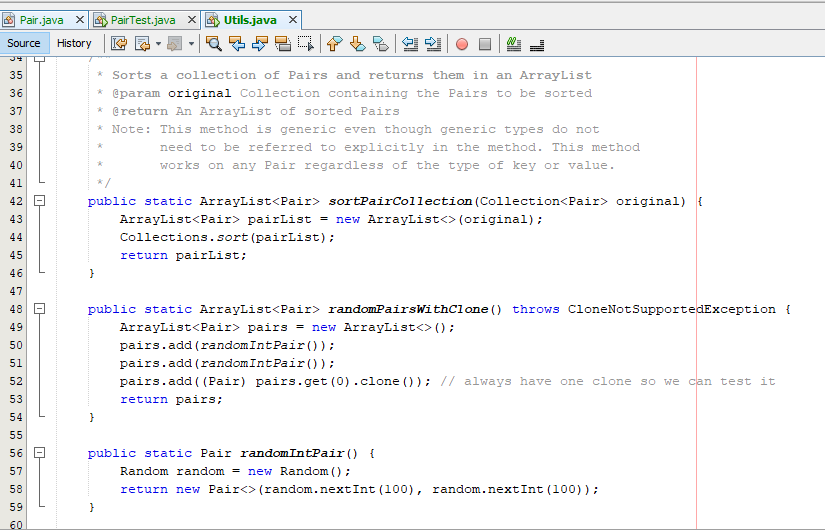 Pair.java PairTest.java Utils.java
Source History
34 /**
35 * Sorts a collection of Pairs and returns them in an ArrayList
36 * @param original Collection containing the Pairs to be sorted
37 * @return An ArrayList of sorted Pairs
38 * Note: This method is generic even though generic types do not
39 *       need to be referred to explicitly in the method. This method
40 *       works on any Pair regardless of the type of key or value.
41 */
42 public static ArrayList<Pair> sortPairCollection(Collection<Pair> original) {
43     ArrayList<Pair> pairList = new ArrayList<>(original);
44     Collections.sort(pairList);
45     return pairList;
46 }
47
48 public static ArrayList<Pair> randomPairsWithClone() throws CloneNotSupportedException {
49     ArrayList<Pair> pairs = new ArrayList<>();
50     pairs.add(randomIntPair());
51     pairs.add(randomIntPair());
52     pairs.add((Pair) pairs.get(0).clone()); // always have one clone so we can test it
53     return pairs;
54 }
55
56 public static Pair randomIntPair() {
57     Random random = new Random();
58     return new Pair<>(random.nextInt(100), random.nextInt(100));
59 }
60